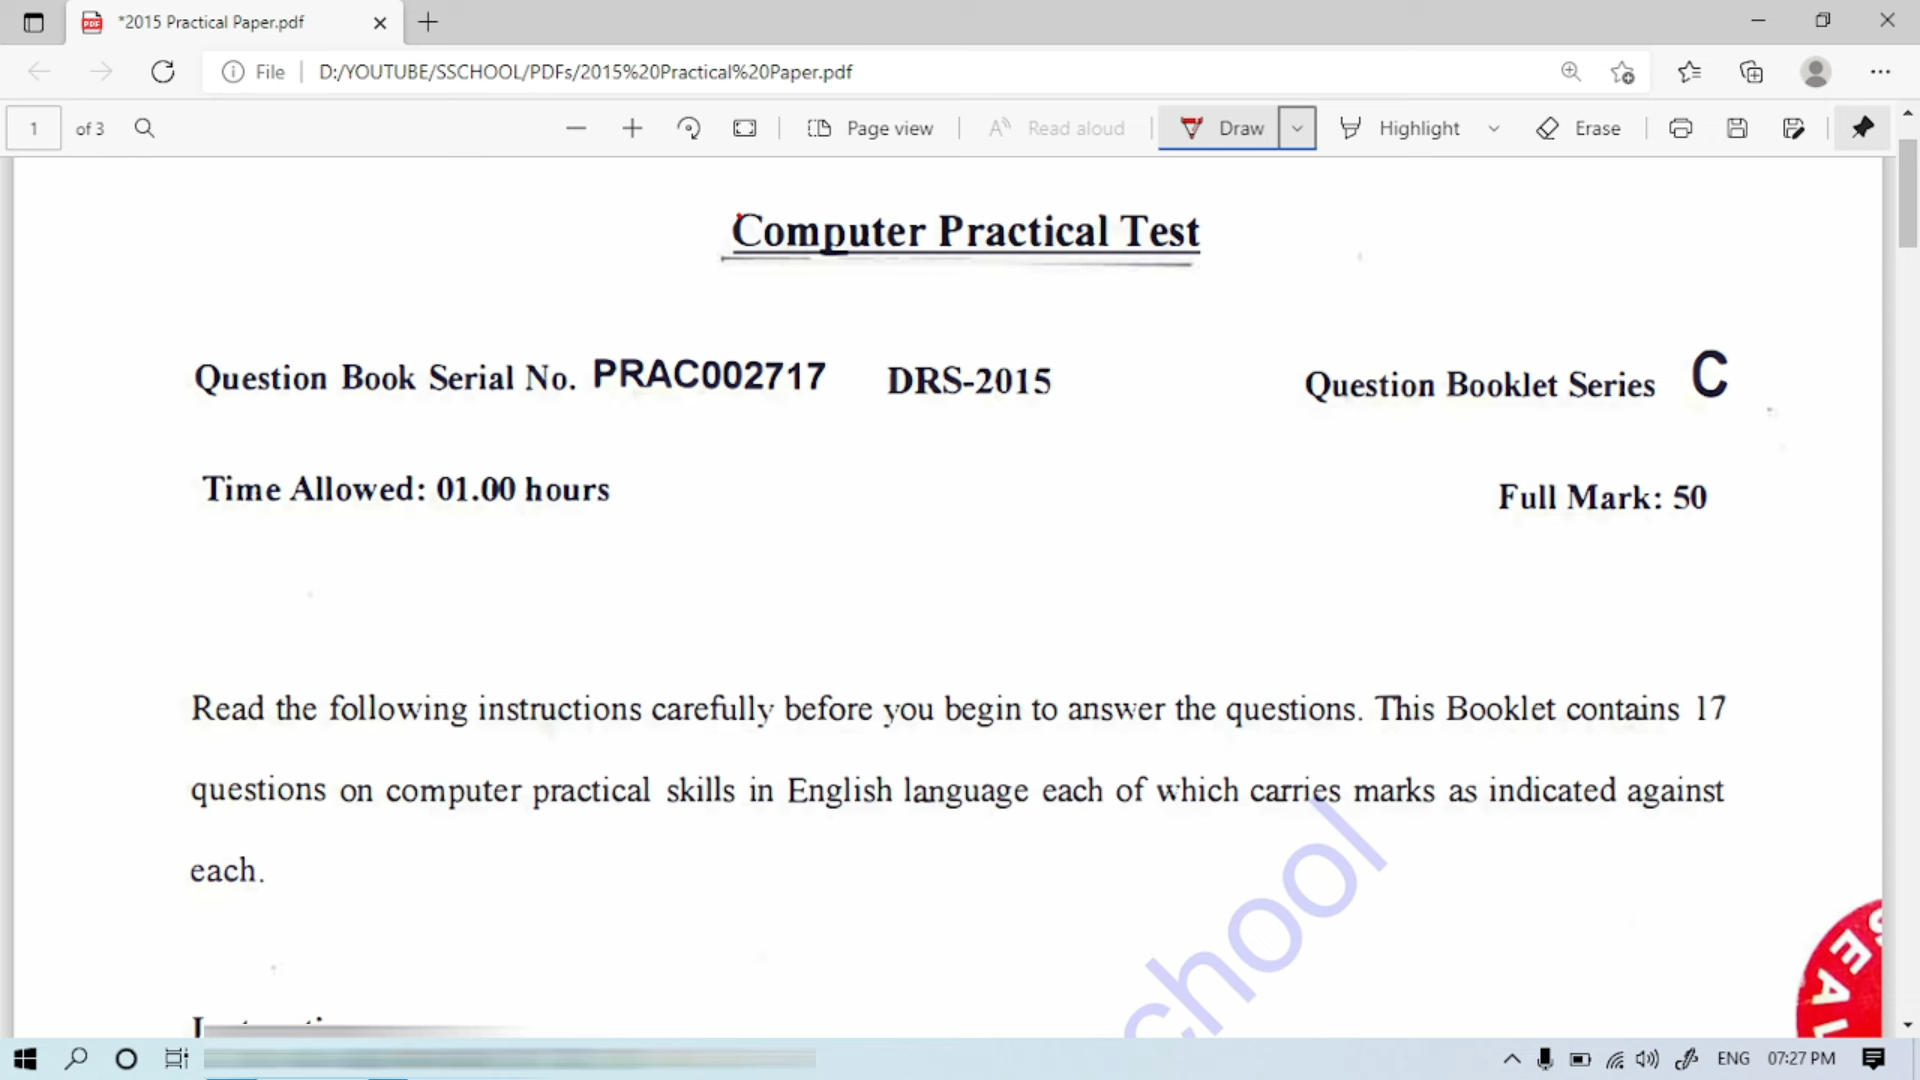 *2015 Practical Paper.pdf
File
D:/YOUTUBE/SSCHOOL/PDFs/2015%20Practical%20Paper.pdf
1 of 3
Page view
Read aloud
Draw
Highlight
Erase
Computer Practical Test
Question Book Serial No. PRAC002717 DRS-2015 Question Booklet Series C
Time Allowed: 01.00 hours Full Mark: 50
Read the following instructions carefully before you begin to answer the questions. This Booklet contains 17
questions on computer practical skills in English language each of which carries marks as indicated against
each.
chool
SEAL
ENG 07:27 PM